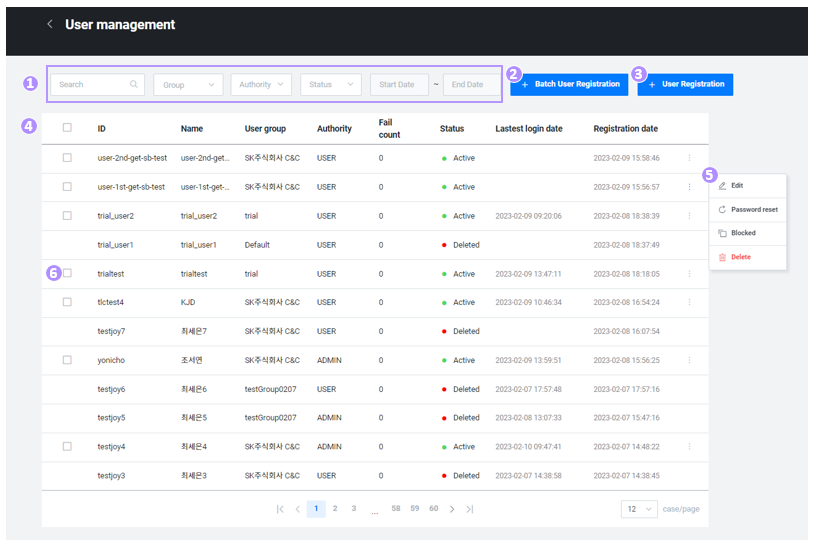 User management
1 Search Group Authority Status Start Date ~ End Date 2 + Batch User Registration 3 + User Registration
4 ID Name User group Authority Fail count Status Lastest login date Registration date
user-2nd-get-sb-test user-2nd-get... SK주식회사 C&C USER 0 Active 2023-02-09 15:58:46
user-1st-get-sb-test user-1st-get-... SK주식회사 C&C USER 0 Active 2023-02-09 15:56:57
trial_user2 trial_user2 trial USER 0 Active 2023-02-09 09:20:06 2023-02-08 18:38:39
trial_user1 trial_user1 Default USER 0 Deleted 2023-02-08 18:37:49
6 trialtest trialtest trial USER 0 Active 2023-02-09 13:47:11 2023-02-08 18:18:05
tlctest4 KJD SK주식회사 C&C USER 0 Active 2023-02-09 10:46:34 2023-02-08 16:54:24
testjoy7 최세은7 SK주식회사 C&C USER 0 Deleted 2023-02-08 16:07:54
yonicho 조서연 SK주식회사 C&C ADMIN 0 Active 2023-02-09 13:59:51 2023-02-08 15:56:25
testjoy6 최세은6 testGroup0207 USER 0 Deleted 2023-02-07 17:57:48 2023-02-07 17:57:16
testjoy5 최세은5 testGroup0207 ADMIN 0 Deleted 2023-02-08 13:07:33 2023-02-07 15:47:16
testjoy4 최세은4 SK주식회사 C&C ADMIN 0 Active 2023-02-10 09:47:41 2023-02-07 14:48:22
testjoy3 최세은3 SK주식회사 C&C USER 0 Deleted 2023-02-07 14:38:58 2023-02-07 14:38:45
5 Edit
Password reset
Blocked
Delete
1 2 3 ... 58 59 60 12 case/page